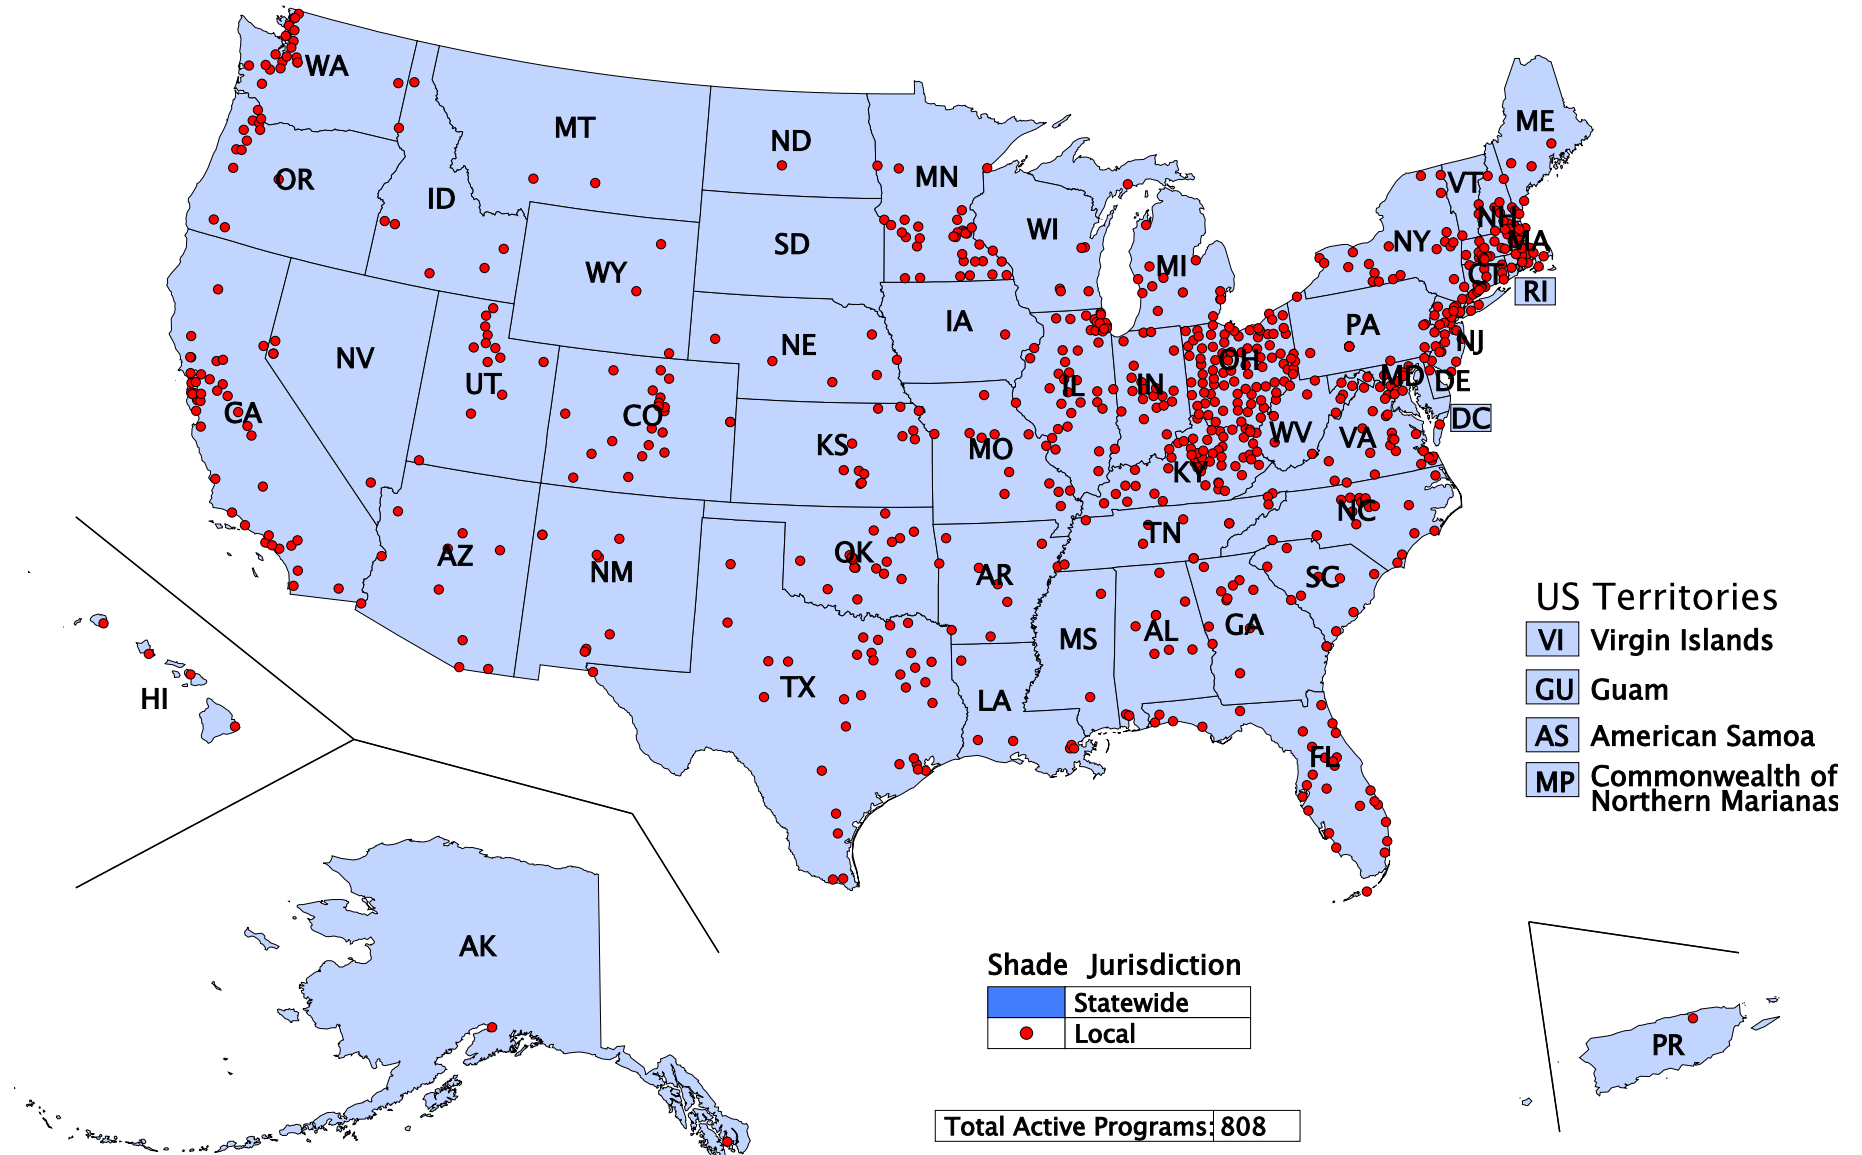 WA
MT
ND
MN
ME
OR
ID
SD
WI
MI
VT
NH
NY
MA
CT
RI
WY
IA
PA
NJ
NV
NE
OH
UT
CO
IL
IN
MD
DE
CA
KS
MO
WV
VA
DC
KY
AZ
NM
OK
AR
TN
NC
SC
MS
AL
GA
TX
LA
FL
HI
AK
PR
US Territories
VI Virgin Islands
GU Guam
AS American Samoa
MP Commonwealth of
Northern Marianas
Shade Jurisdiction
Statewide
Local
Total Active Programs: 808